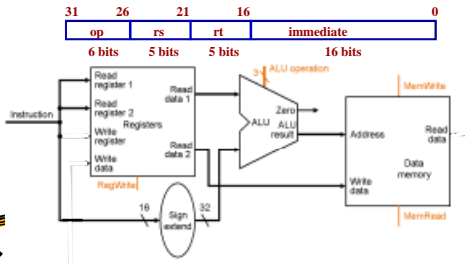 31 26 21 16 0
op rs rt immediate
6 bits 5 bits 5 bits 16 bits
Instruction
Read register 1
Read register 2
Write register
Write data
Registers
Read data 1
Read data 2
RegWrite
16
Sign extend
32
3
ALU operation
Zero
ALU
ALU result
MemWrite
Address
Read data
Data memory
Write data
MemRead